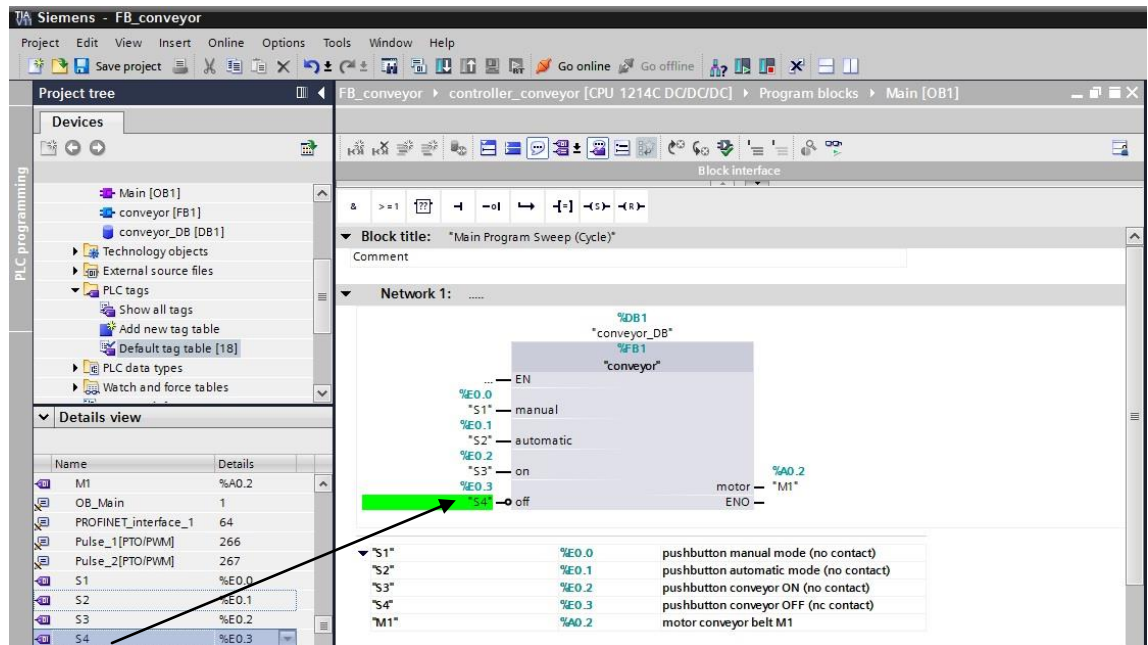 Siemens - FB_conveyor
Project Edit View Insert Online Options Tools Window Help
Save project Go online Go offline
Project tree
FB_conveyor controller_conveyor [CPU 1214C DC/DC/DC] Program blocks Main [OB1]
Devices
PLC programming
Block interface
Main [OB1]
conveyor [FB1]
conveyor_DB [DB1]
Technology objects
External source files
PLC tags
Show all tags
Add new tag table
Default tag table [18]
PLC data types
Watch and force tables
& >=1 ??
Block title: "Main Program Sweep (Cycle)"
Comment
Network 1: .....
%DB1
"conveyor_DB"
%FB1
"conveyor"
... EN
%E0.0
"S1" manual
%E0.1
"S2" automatic
%E0.2
"S3" on
%E0.3
"S4" off
%A0.2
motor "M1"
ENO
"S1" %E0.0 pushbutton manual mode (no contact)
"S2" %E0.1 pushbutton automatic mode (no contact)
"S3" %E0.2 pushbutton conveyor ON (no contact)
"S4" %E0.3 pushbutton conveyor OFF (nc contact)
"M1" %A0.2 motor conveyor belt M1
Details view
Name Details
M1 %A0.2
OB_Main 1
PROFINET_interface_1 64
Pulse_1[PTO/PWM] 266
Pulse_2[PTO/PWM] 267
S1 %E0.0
S2 %E0.1
S3 %E0.2
S4 %E0.3